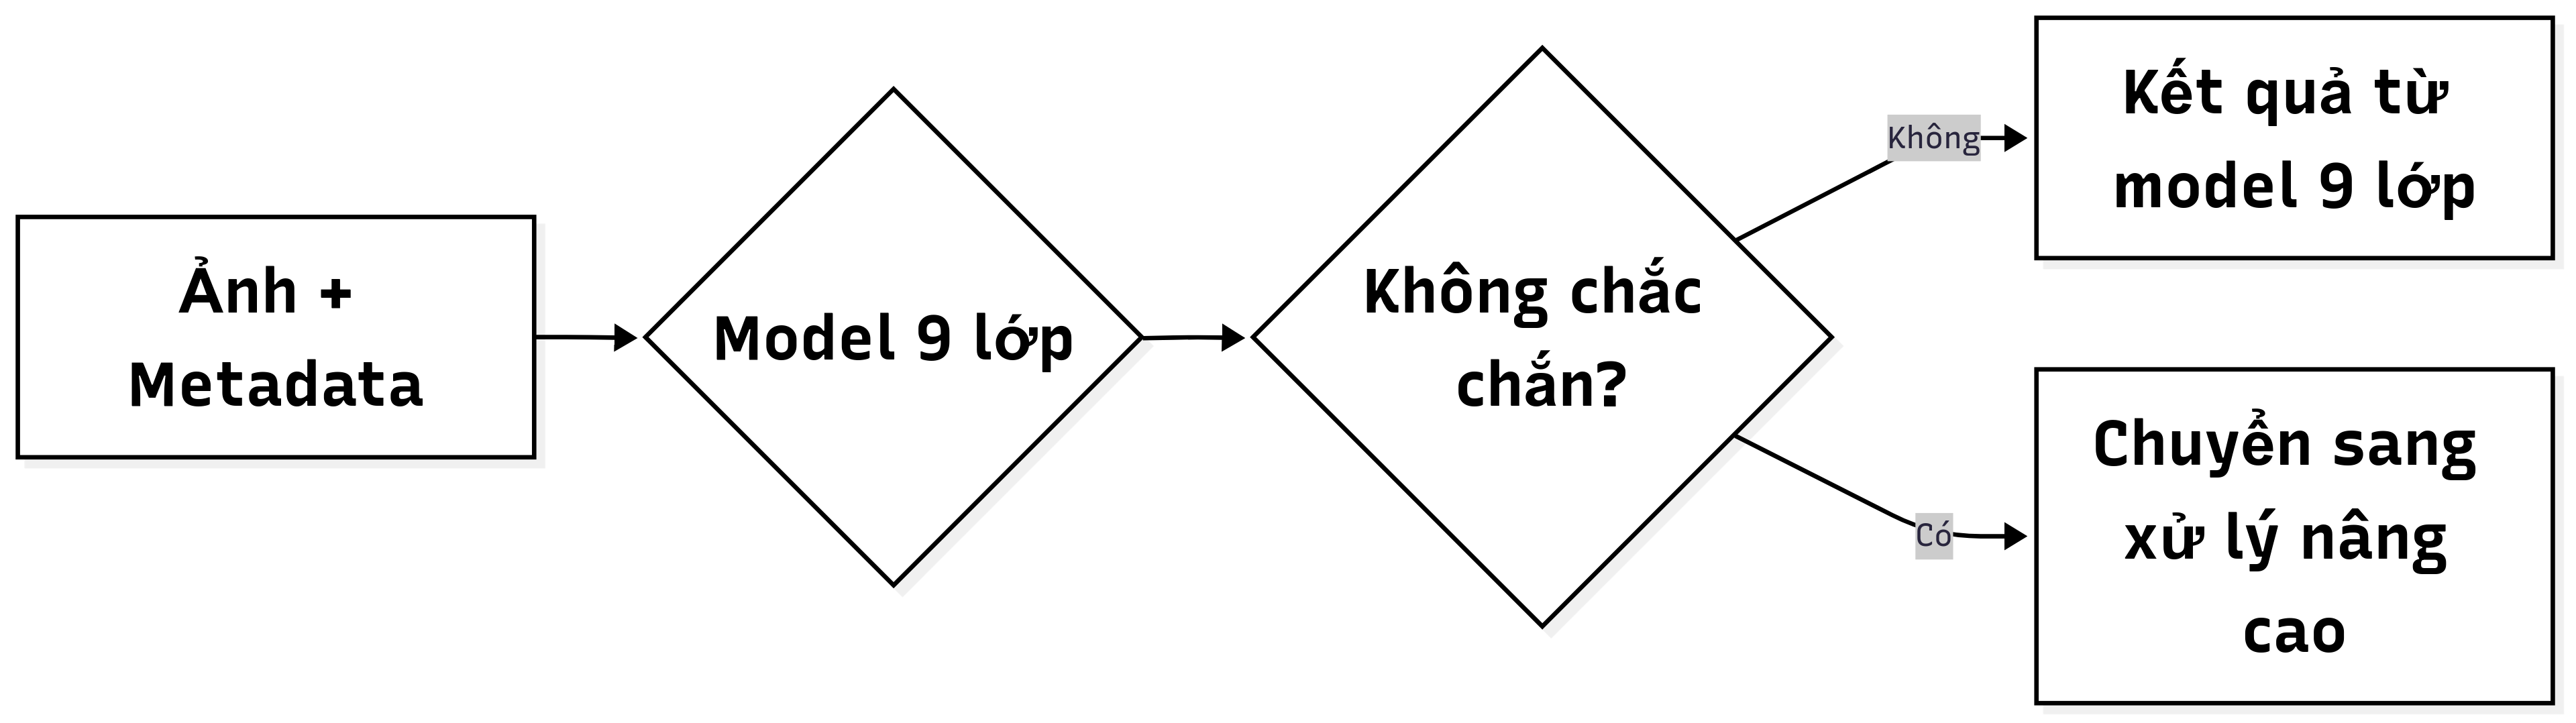 Ảnh +
Metadata
Model 9 lớp
Không chắc
chắn?
Không
Kết quả từ
model 9 lớp
Có
Chuyển sang
xử lý nâng
cao